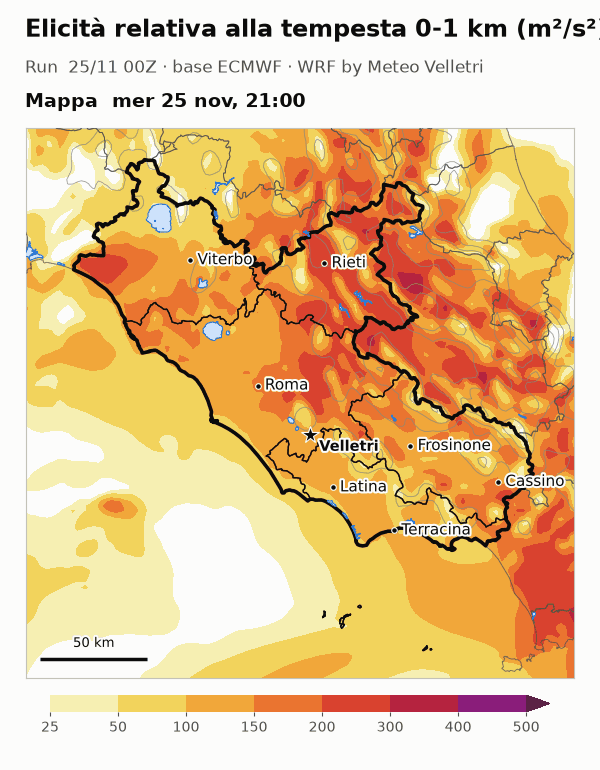 Elicità relativa alla tempesta 0-1 km (m²/s²)
Run  25/11 00Z · base ECMWF · WRF by Meteo Velletri
Mappa  mer 25 nov, 21:00
Viterbo
Rieti
Roma
Velletri
Frosinone
Cassino
Latina
Terracina
50 km
25 50 100 150 200 300 400 500